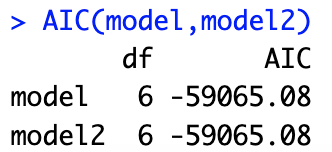 > AIC(model,model2)
df AIC
model 6 -59065.08
model2 6 -59065.08